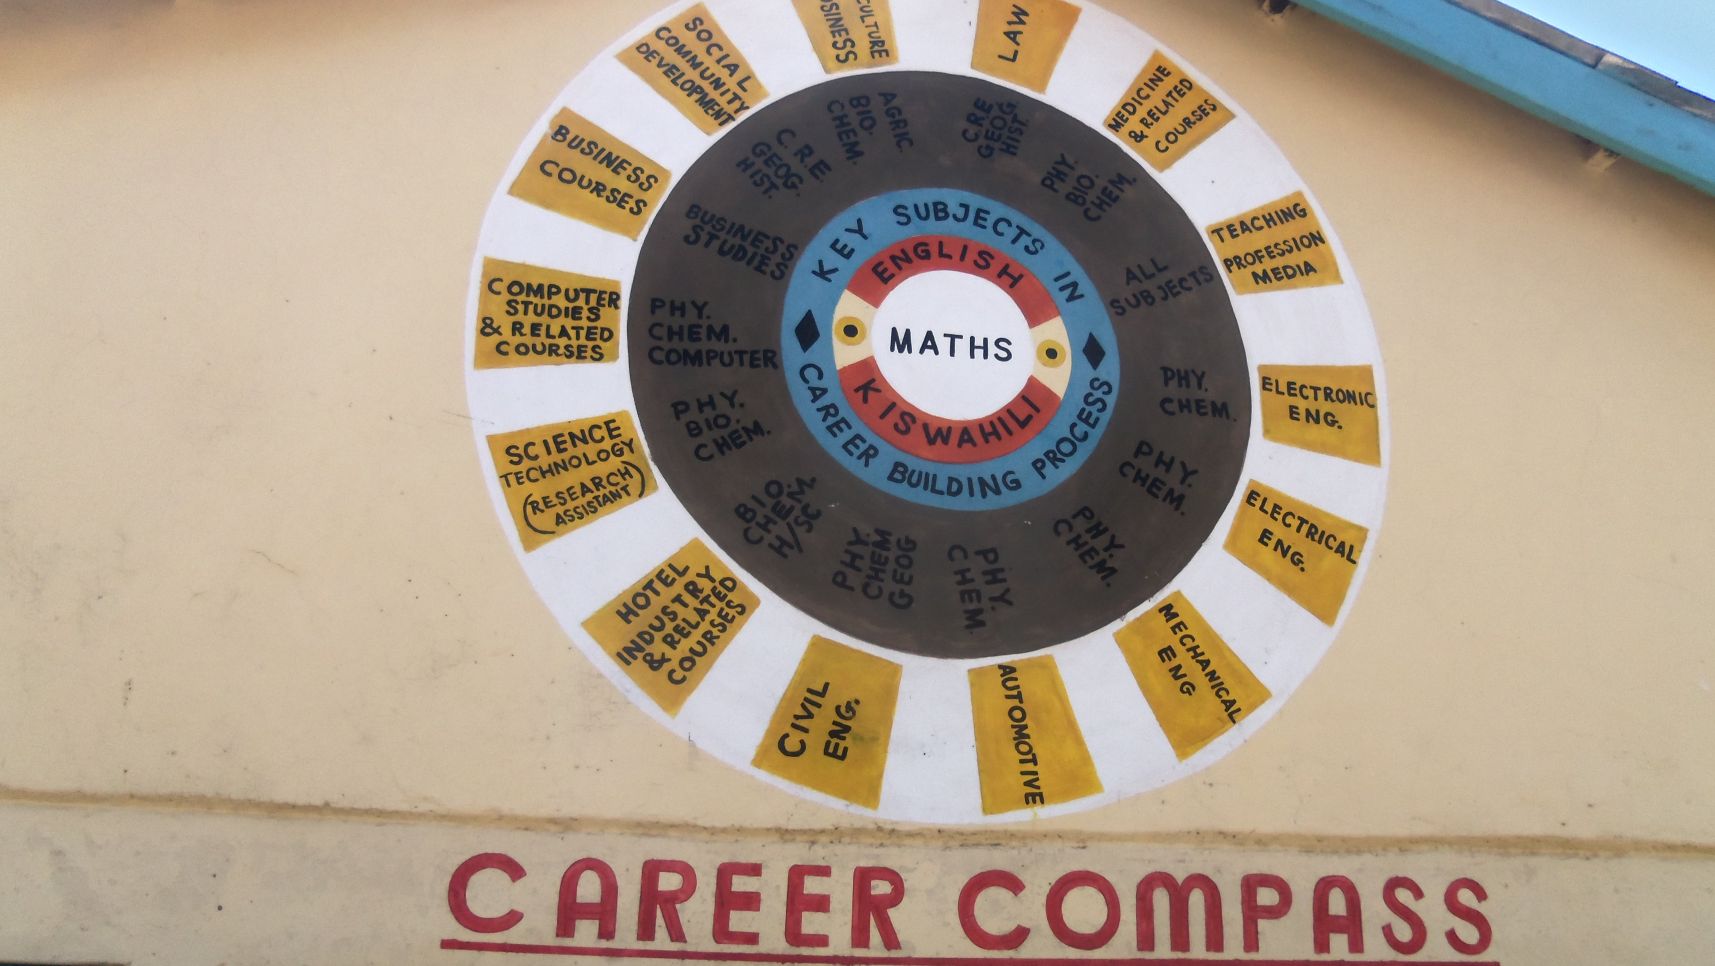 SOCIAL
COMMUNITY
DEVELOPMENT
BUSINESS
LAW
MEDICINE
& RELATED
COURSES
TEACHING
PROFESSION
MEDIA
ELECTRONIC
ENG.
ELECTRICAL
ENG.
MECHANICAL
ENG
AUTOMOTIVE
CIVIL
ENG.
HOTEL
INDUSTRY
& RELATED
COURSES
SCIENCE
TECHNOLOGY
(RESEARCH
ASSISTANT)
COMPUTER
STUDIES
& RELATED
COURSES
BUSINESS
COURSES
C.R.E
GEOG.
HIST.
AGRIC.
BIO.
CHEM.
C.R.E
GEOG.
HIST.
PHY.
BIO.
CHEM.
ALL
SUBJECTS
PHY.
CHEM.
PHY.
CHEM.
PHY.
CHEM.
PHY.
CHEM.
PHY.
CHEM
GEOG
BIO
CHEM.
H/SC
PHY.
BIO.
CHEM.
PHY.
CHEM.
COMPUTER
BUSINESS
STUDIES
KEY SUBJECTS IN
CAREER BUILDING PROCESS
ENGLISH
MATHS
KISWAHILI
CAREER COMPASS